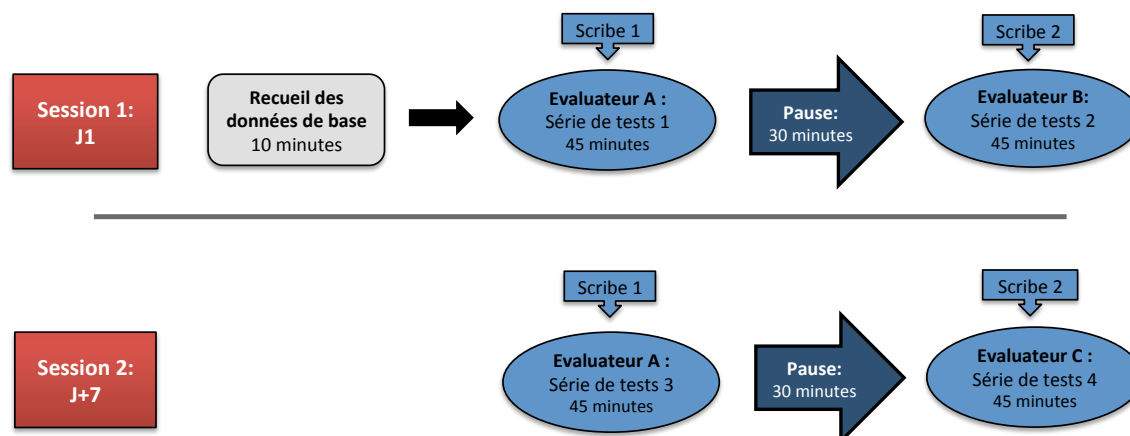 Scribe 1
Scribe 2
Session 1:
J1
Recueil des
données de base
10 minutes
Evaluateur A :
Série de tests 1
45 minutes
Pause:
30 minutes
Evaluateur B:
Série de tests 2
45 minutes
Scribe 1
Scribe 2
Session 2:
J+7
Evaluateur A :
Série de tests 3
45 minutes
Pause:
30 minutes
Evaluateur C :
Série de tests 4
45 minutes